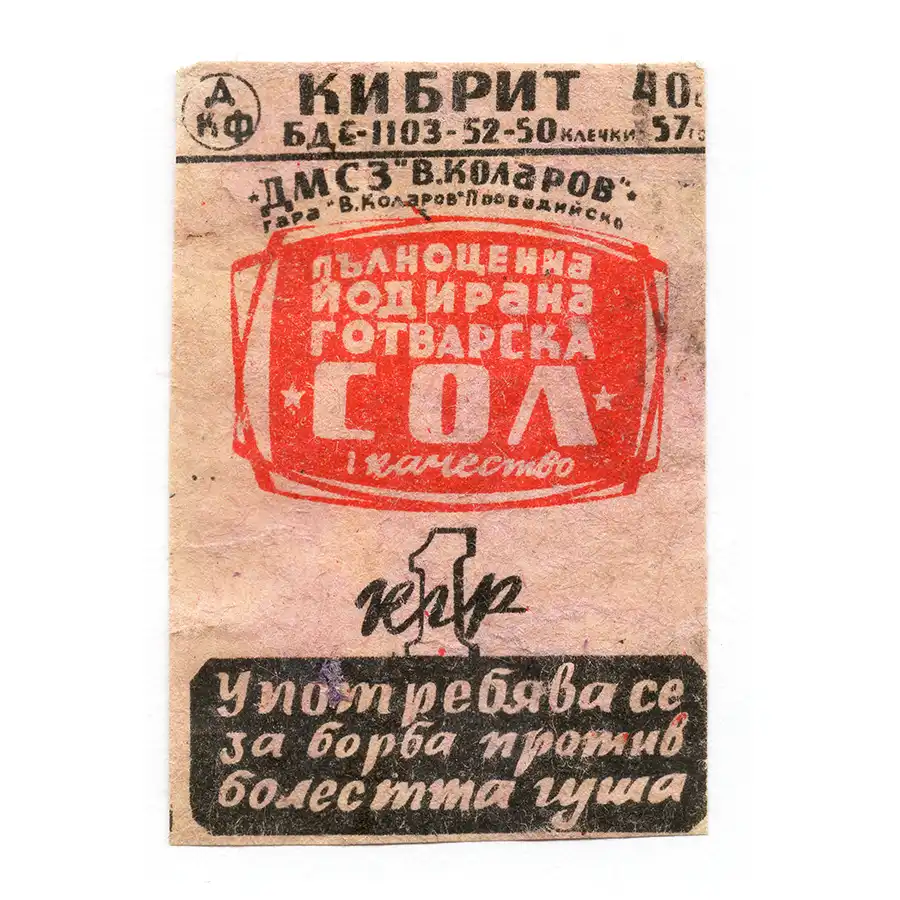 ДКФ
КИБРИТ 40
БДС-1103-52-50 КЛЕЧКИ 57
ДМСЗ "В.КОЛАРОВ"
ГАРА "В.КОЛАРОВ" ПРОВАДИЙСКО
ПЪЛНОЦЕННА
ЙОДИРАНА
ГОТВАРСКА
СОЛ
I качество
1 кгр
Употребява се
за борба против
болестта гуша